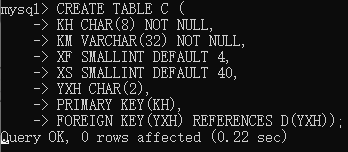 mysql> CREATE TABLE C (
-> KH CHAR(8) NOT NULL,
-> KM VARCHAR(32) NOT NULL,
-> XF SMALLINT DEFAULT 4,
-> XS SMALLINT DEFAULT 40,
-> YXH CHAR(2),
-> PRIMARY KEY(KH),
-> FOREIGN KEY(YXH) REFERENCES D(YXH));
Query OK, 0 rows affected (0.22 sec)